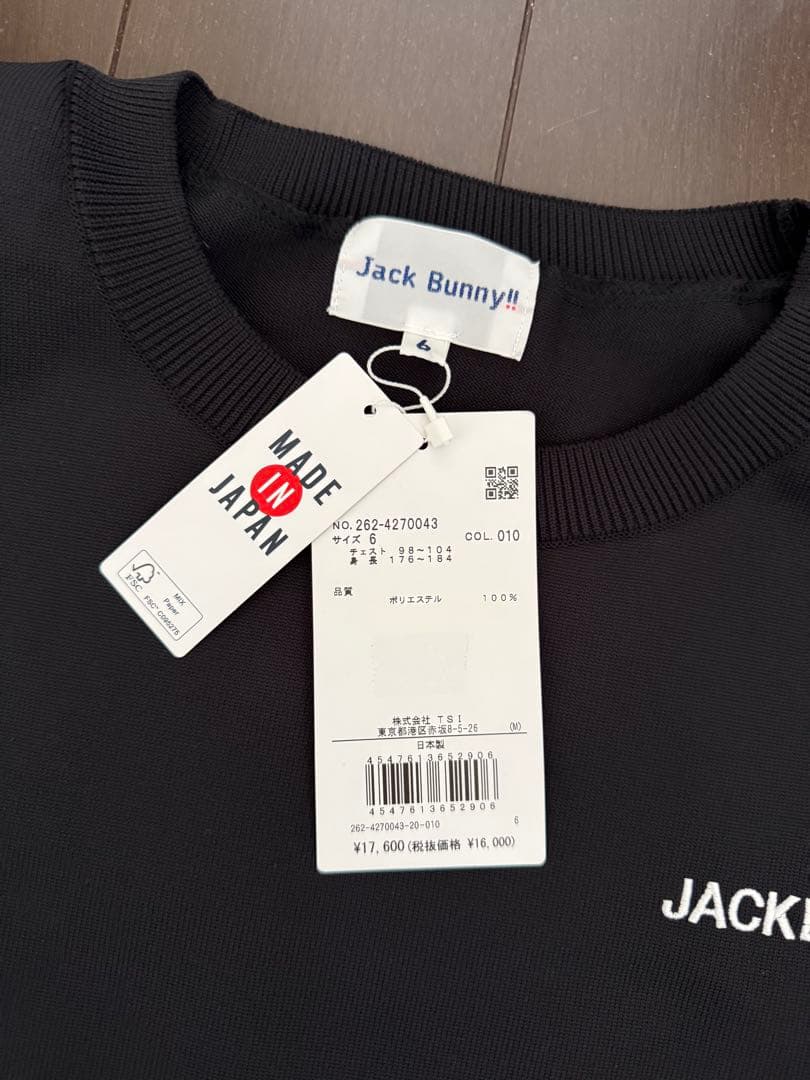 Jack Bunny!!
6
MADE
IN
JAPAN
FSC
MIX
Paper
FSC® C095275
NO. 262-4270043
サイズ 6 COL. 010
チェスト 98～104
身長 176～184
品質
ポリエステル 100%
株式会社 TSI
東京都港区赤坂8-5-26 (M)
日本製
4547613652906
4547613652906
262-4270043-20-010 6
¥17,600(税抜価格 ¥16,000)
JACK